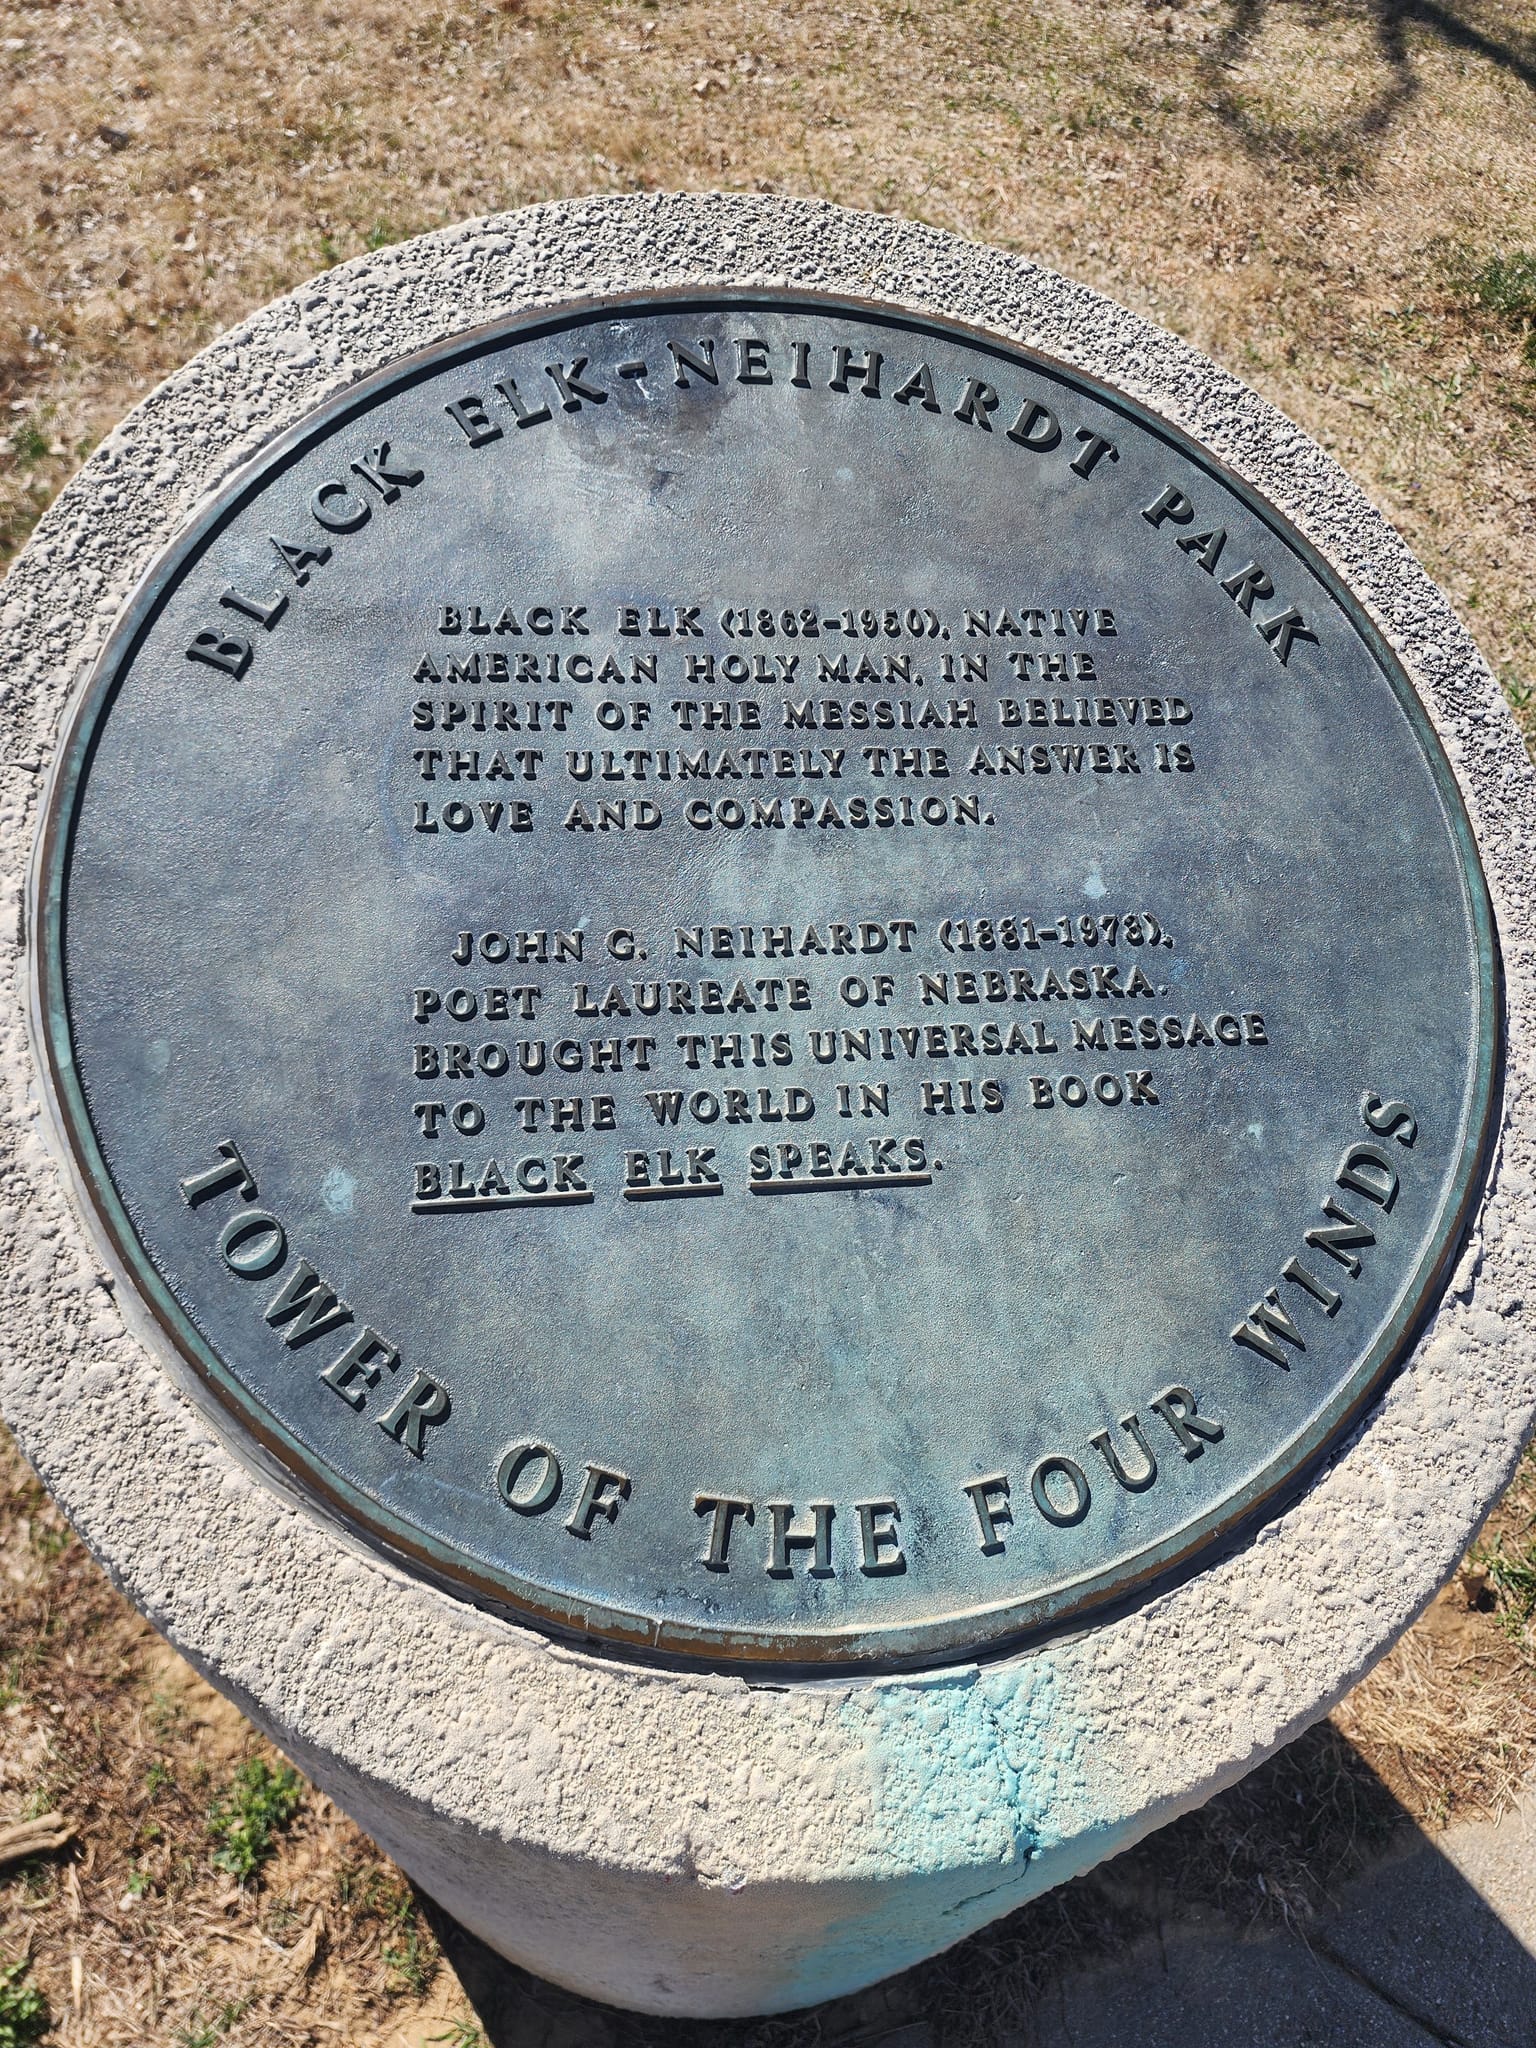 BLACK ELK-NEIHARDT PARK
BLACK ELK (1862-1950), NATIVE
AMERICAN HOLY MAN, IN THE
SPIRIT OF THE MESSIAH BELIEVED
THAT ULTIMATELY THE ANSWER IS
LOVE AND COMPASSION.
JOHN G. NEIHARDT (1881-1973),
POET LAUREATE OF NEBRASKA.
BROUGHT THIS UNIVERSAL MESSAGE
TO THE WORLD IN HIS BOOK
BLACK ELK SPEAKS.
TOWER OF THE FOUR WINDS